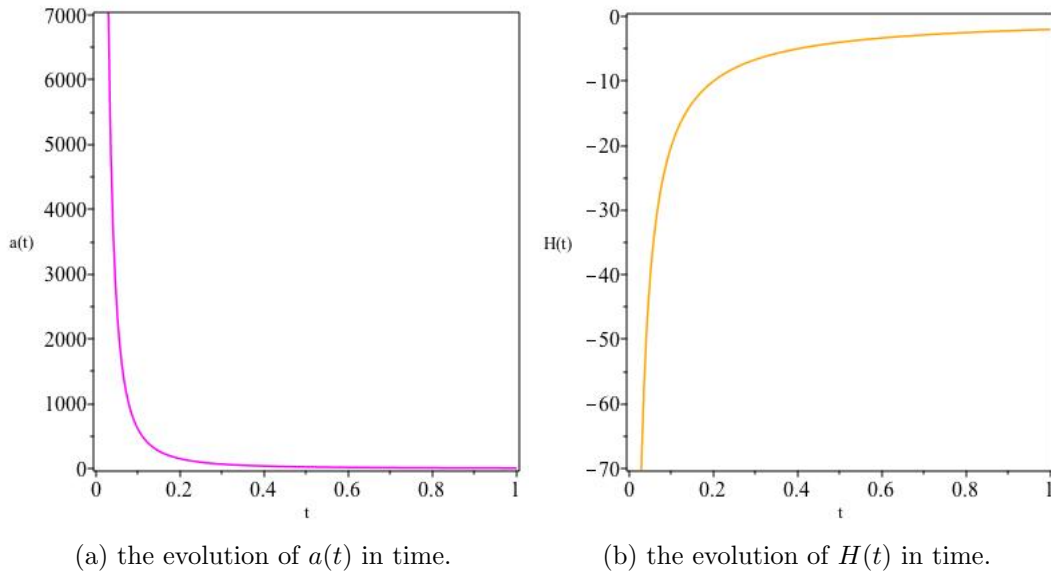 7000
6000
5000
4000
a(t)
3000
2000
1000
0
0 0.2 0.4 0.6 0.8 1
t
(a) the evolution of a(t) in time.
0
−10
−20
−30
H(t)
−40
−50
−60
−70
0 0.2 0.4 0.6 0.8 1
t
(b) the evolution of H(t) in time.